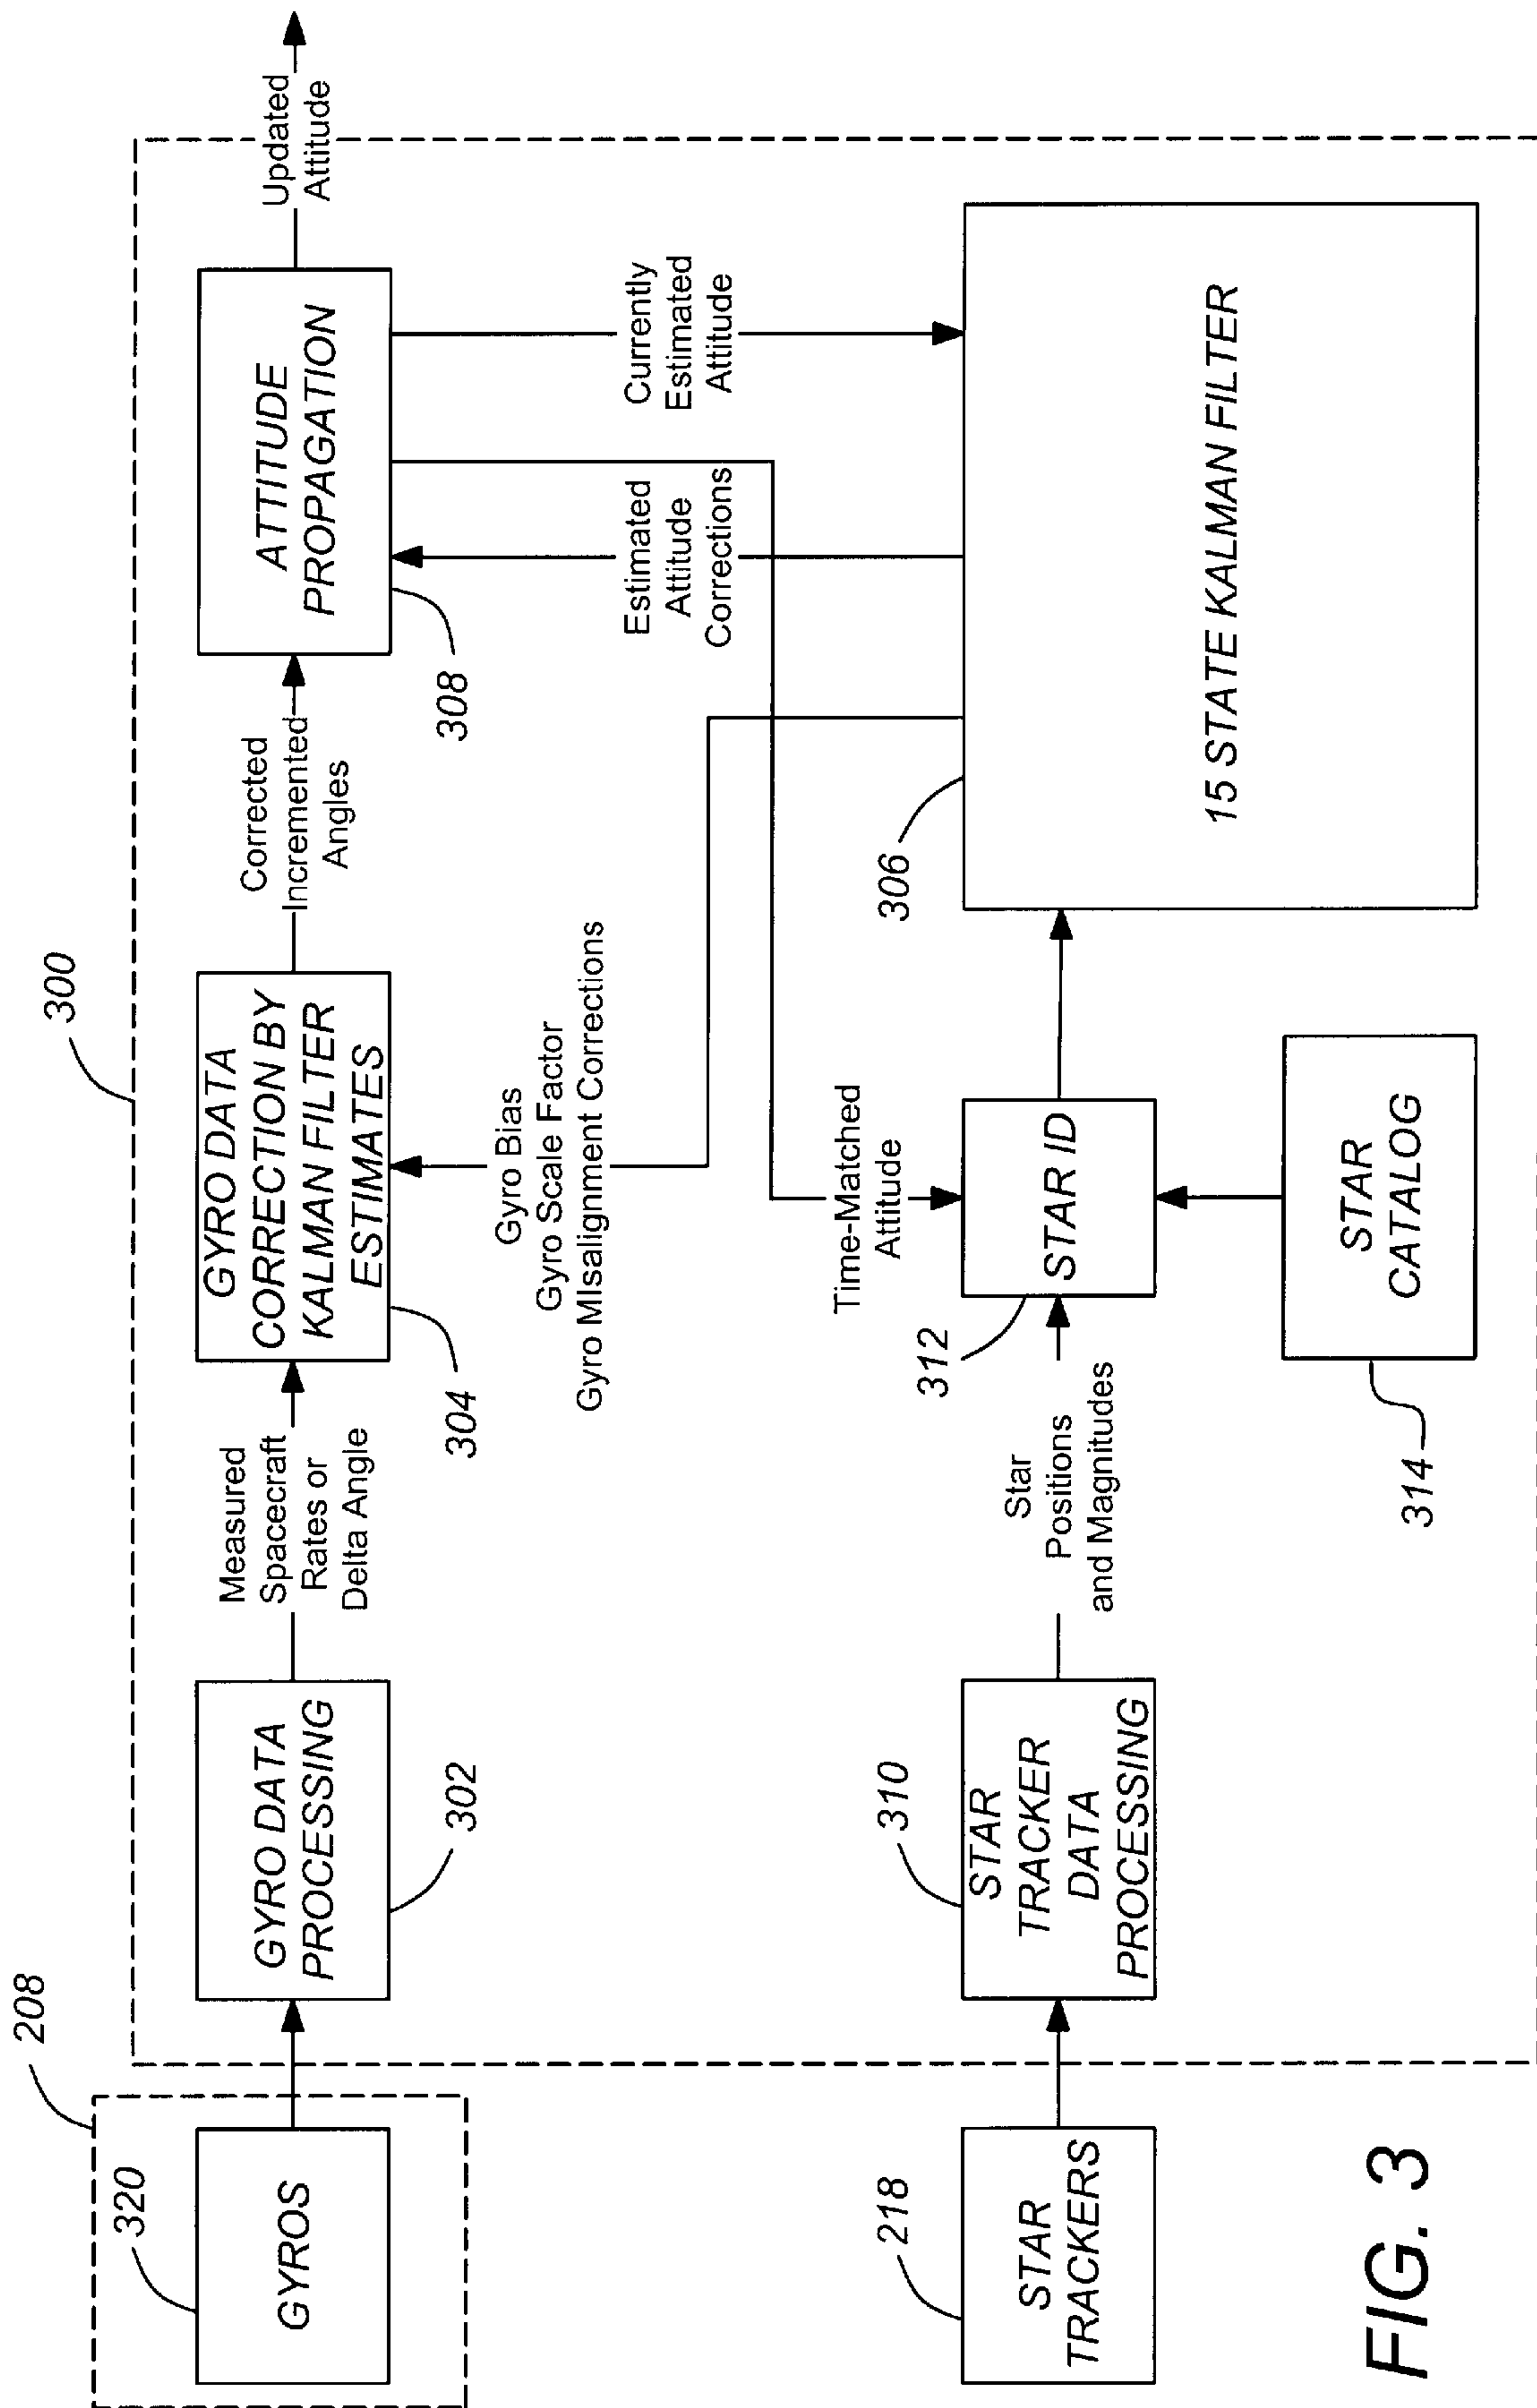 300
208
320
GYROS
GYRO DATA
PROCESSING
302
Measured
Spacecraft
Rates or
Delta Angle
GYRO DATA
CORRECTION BY
KALMAN FILTER
ESTIMATES
304
Corrected
Incremented
Angles
ATTITUDE
PROPAGATION
308
Updated
Attitude
Gyro Bias
Gyro Scale Factor
Gyro MIsalignment Corrections
Estimated
Attitude
Corrections
Currently
Estimated
Attitude
Time-Matched
Attitude
218
STAR
TRACKERS
310
STAR
TRACKER
DATA
PROCESSING
Star
Positions
and Magnitudes
312
STAR ID
306
15 STATE KALMAN FILTER
314
STAR
CATALOG
FIG. 3